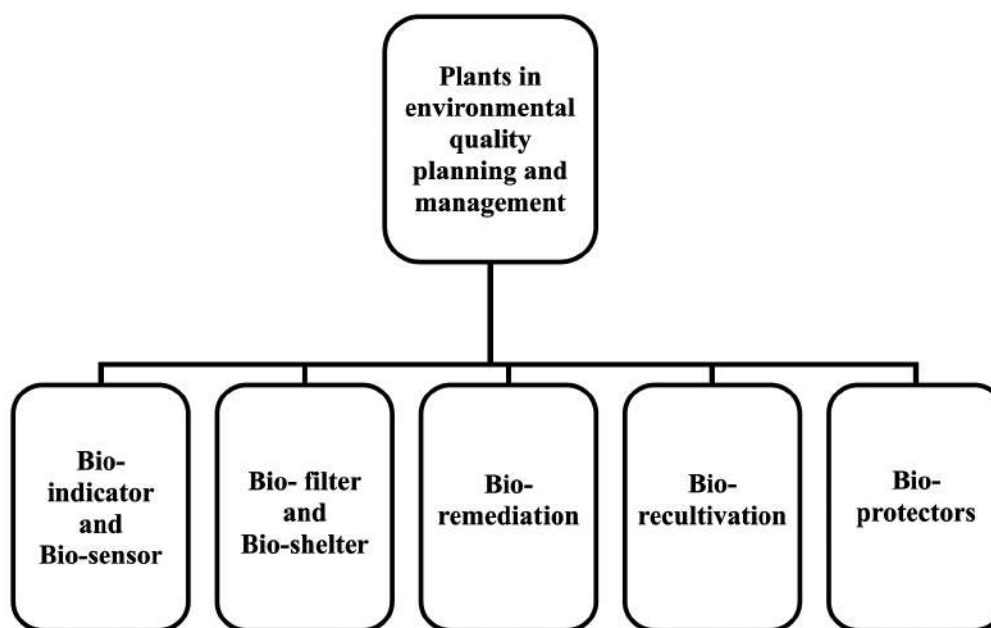 Plants in
environmental
quality
planning and
management
Bio-
indicator
and
Bio-sensor
Bio- filter
and
Bio-shelter
Bio-
remediation
Bio-
recultivation
Bio-
protectors